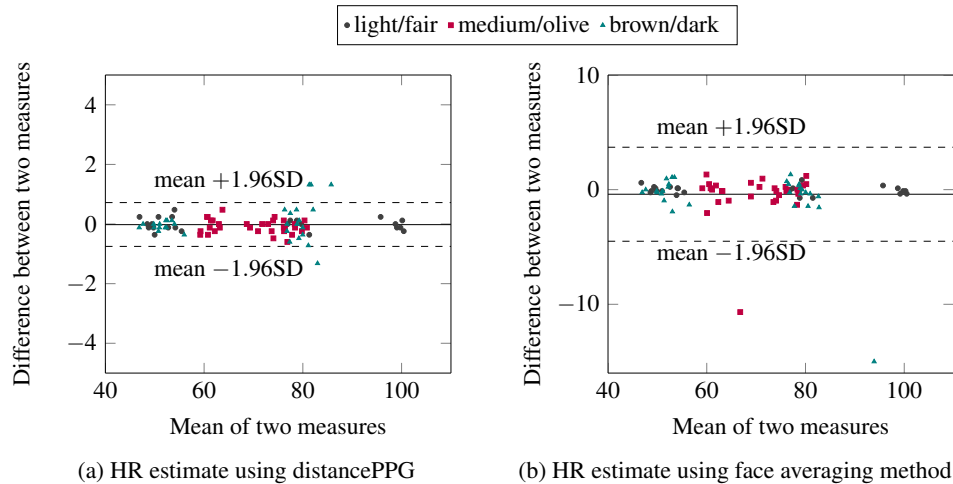 light/fair medium/olive brown/dark
Difference between two measures
4
2
0
−2
−4
mean +1.96SD
mean −1.96SD
40 60 80 100
Mean of two measures
(a) HR estimate using distancePPG
Difference between two measures
10
0
−10
mean +1.96SD
mean −1.96SD
40 60 80 100
Mean of two measures
(b) HR estimate using face averaging method